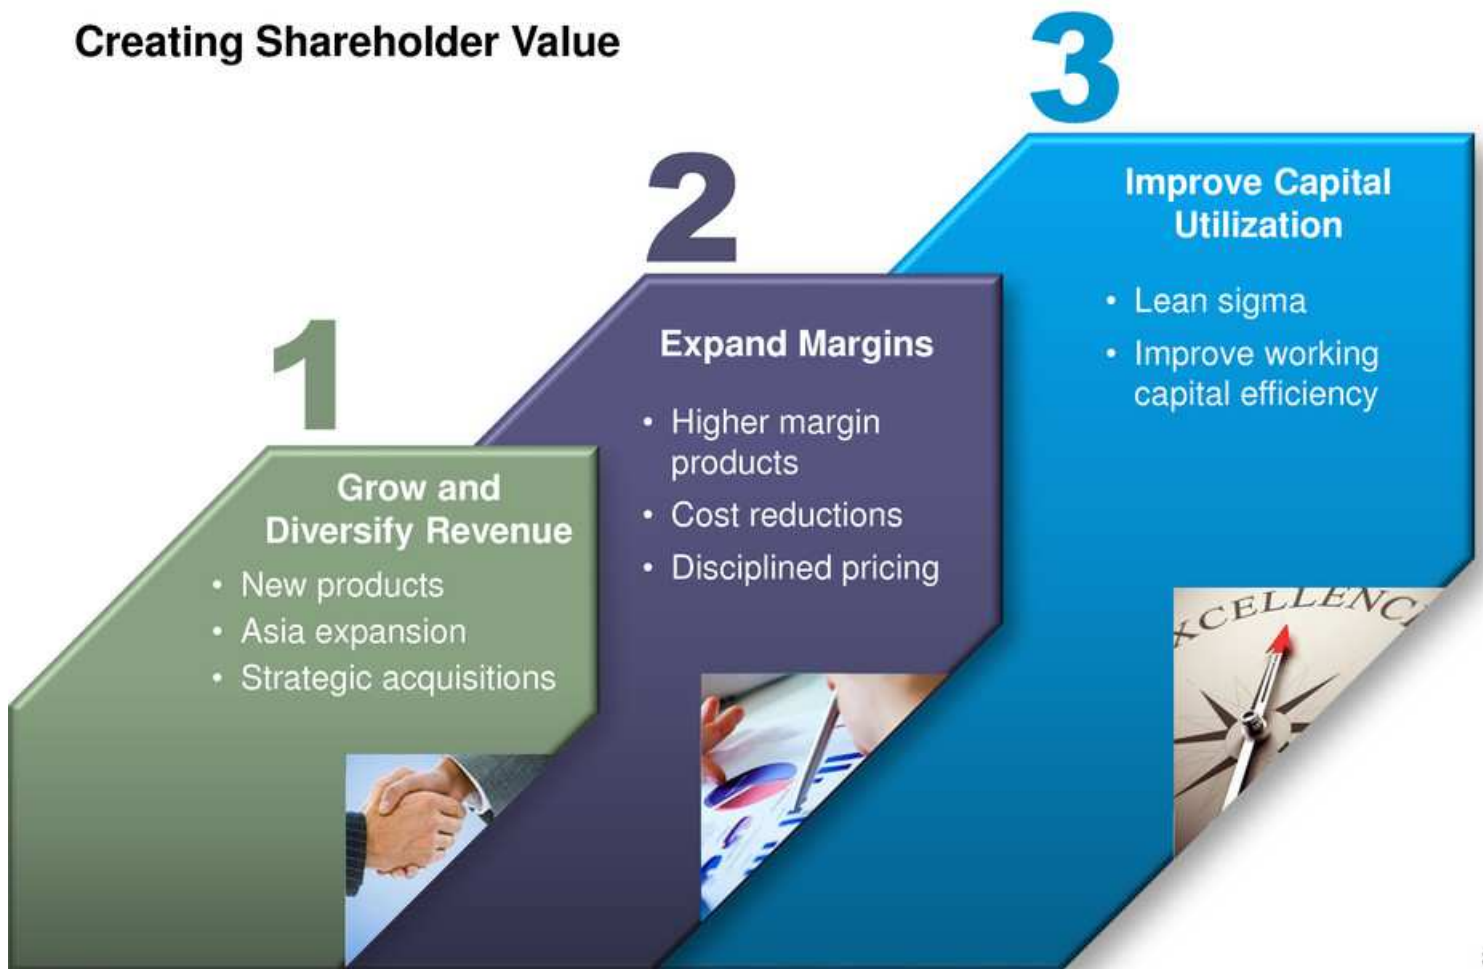 Creating Shareholder Value
1
Grow and
Diversify Revenue
• New products
• Asia expansion
• Strategic acquisitions
2
Expand Margins
• Higher margin
products
• Cost reductions
• Disciplined pricing
3
Improve Capital
Utilization
• Lean sigma
• Improve working
capital efficiency
XCELLENC